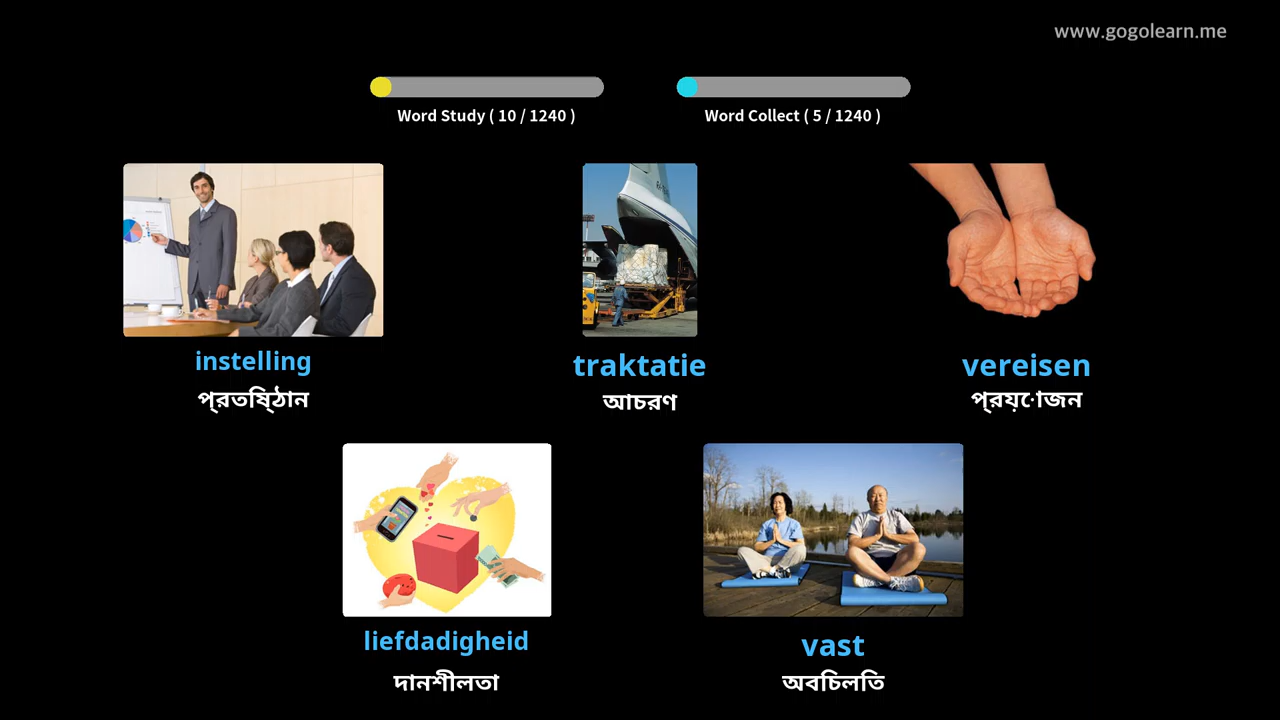 www.gogolearn.me
Word Study ( 10 / 1240 )
Word Collect ( 5 / 1240 )
instelling
traktatie
vereisen
প্রতিষ্ঠান
আচরণ
প্রয়োজন
liefdadigheid
vast
দানশীলতা
অবিচলিত